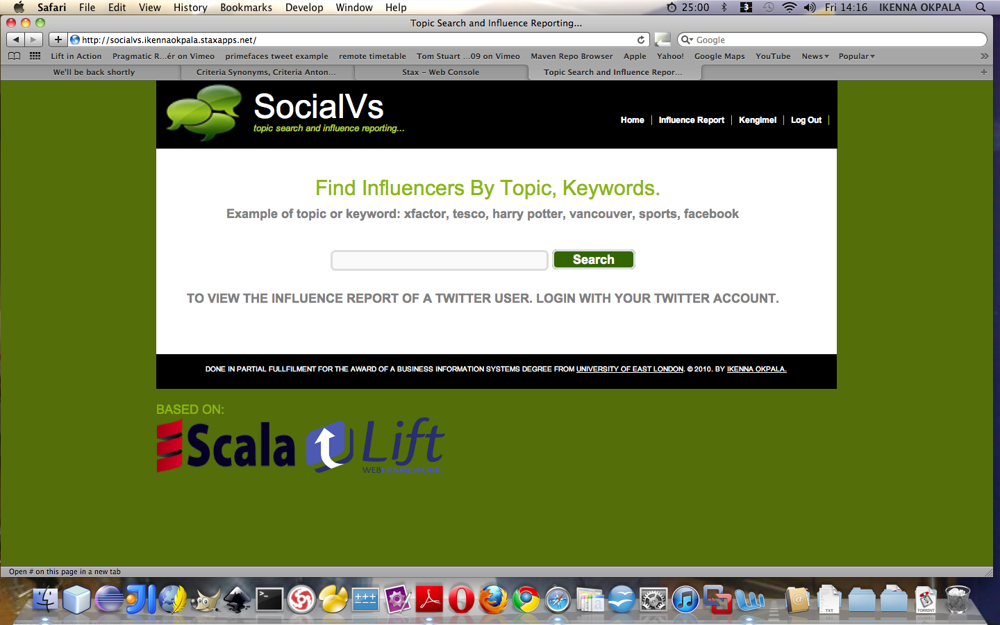 Safari File Edit View History Bookmarks Develop Window Help 25:00 3 Fri 14:16 IKENNA OKPALA
Topic Search and Influence Reporting...
http://socialvs.ikennaokpala.staxapps.net/ Google
Lift in Action Pragmatic R...ér on Vimeo primefaces tweet example remote timetable Tom Stuart ...09 on Vimeo Maven Repo Browser Apple Yahoo! Google Maps YouTube News Popular
We'll be back shortly Criteria Synonyms, Criteria Anton... Stax – Web Console Topic Search and Influence Repor...
SocialVs
topic search and influence reporting...
Home Influence Report KengImel Log Out
Find Influencers By Topic, Keywords.
Example of topic or keyword: xfactor, tesco, harry potter, vancouver, sports, facebook
Search
TO VIEW THE INFLUENCE REPORT OF A TWITTER USER. LOGIN WITH YOUR TWITTER ACCOUNT.
DONE IN PARTIAL FULLFILMENT FOR THE AWARD OF A BUSINESS INFORMATION SYSTEMS DEGREE FROM UNIVERSITY OF EAST LONDON. © 2010. BY IKENNA OKPALA.
BASED ON:
Scala Lift
WEBFRAMEWORK
Open # on this page in a new tab
TXT TORRENT